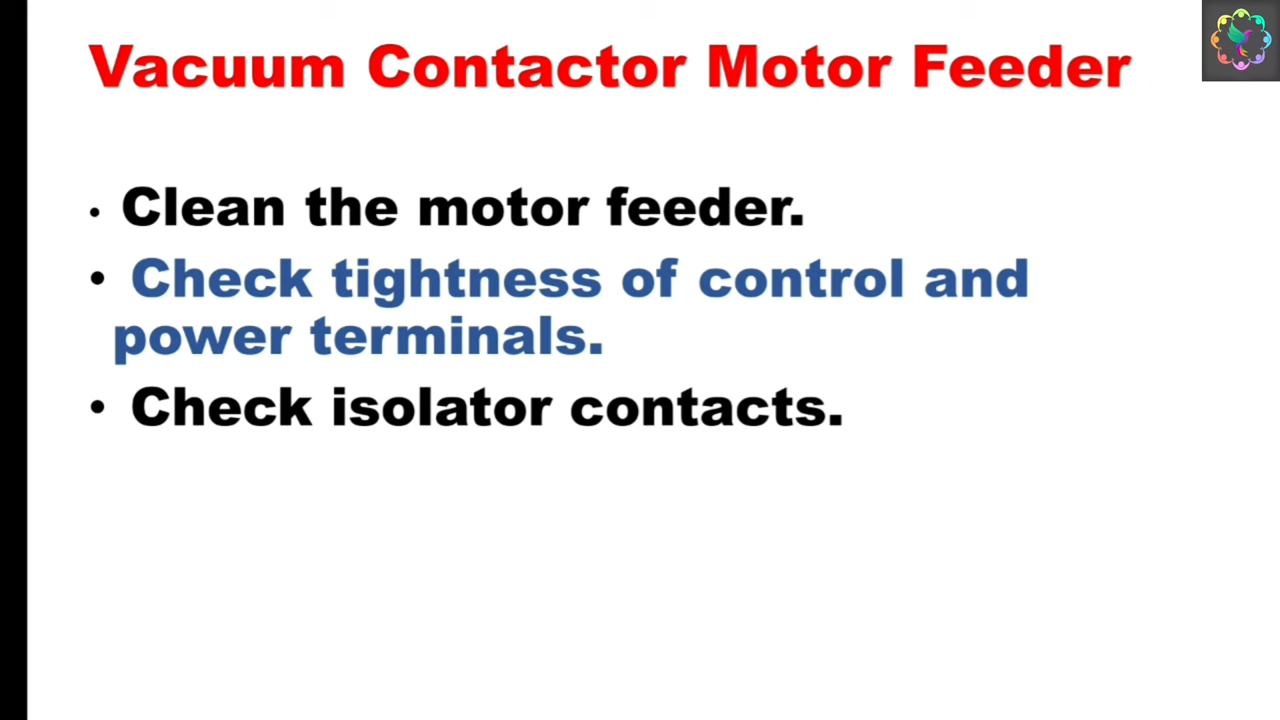 Vacuum Contactor Motor Feeder
• Clean the motor feeder.
• Check tightness of control and
power terminals.
• Check isolator contacts.